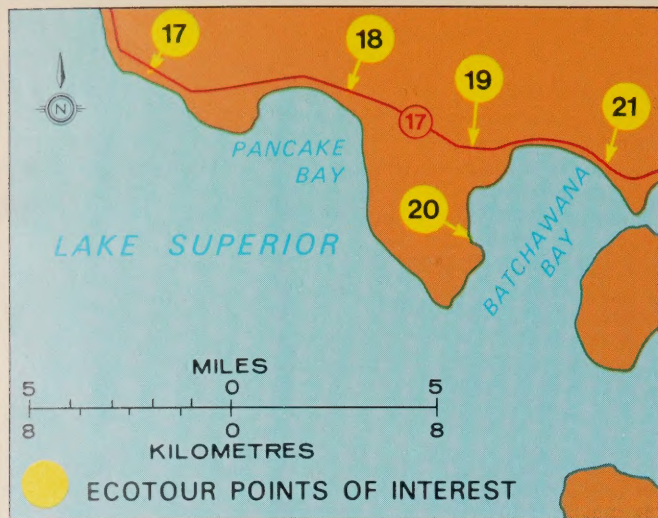 17
18
19
21
17
N
PANCAKE
BAY
20
LAKE SUPERIOR
BATCHAWANA
BAY
MILES
5 0 5
8 0 8
KILOMETRES
ECOTOUR POINTS OF INTEREST